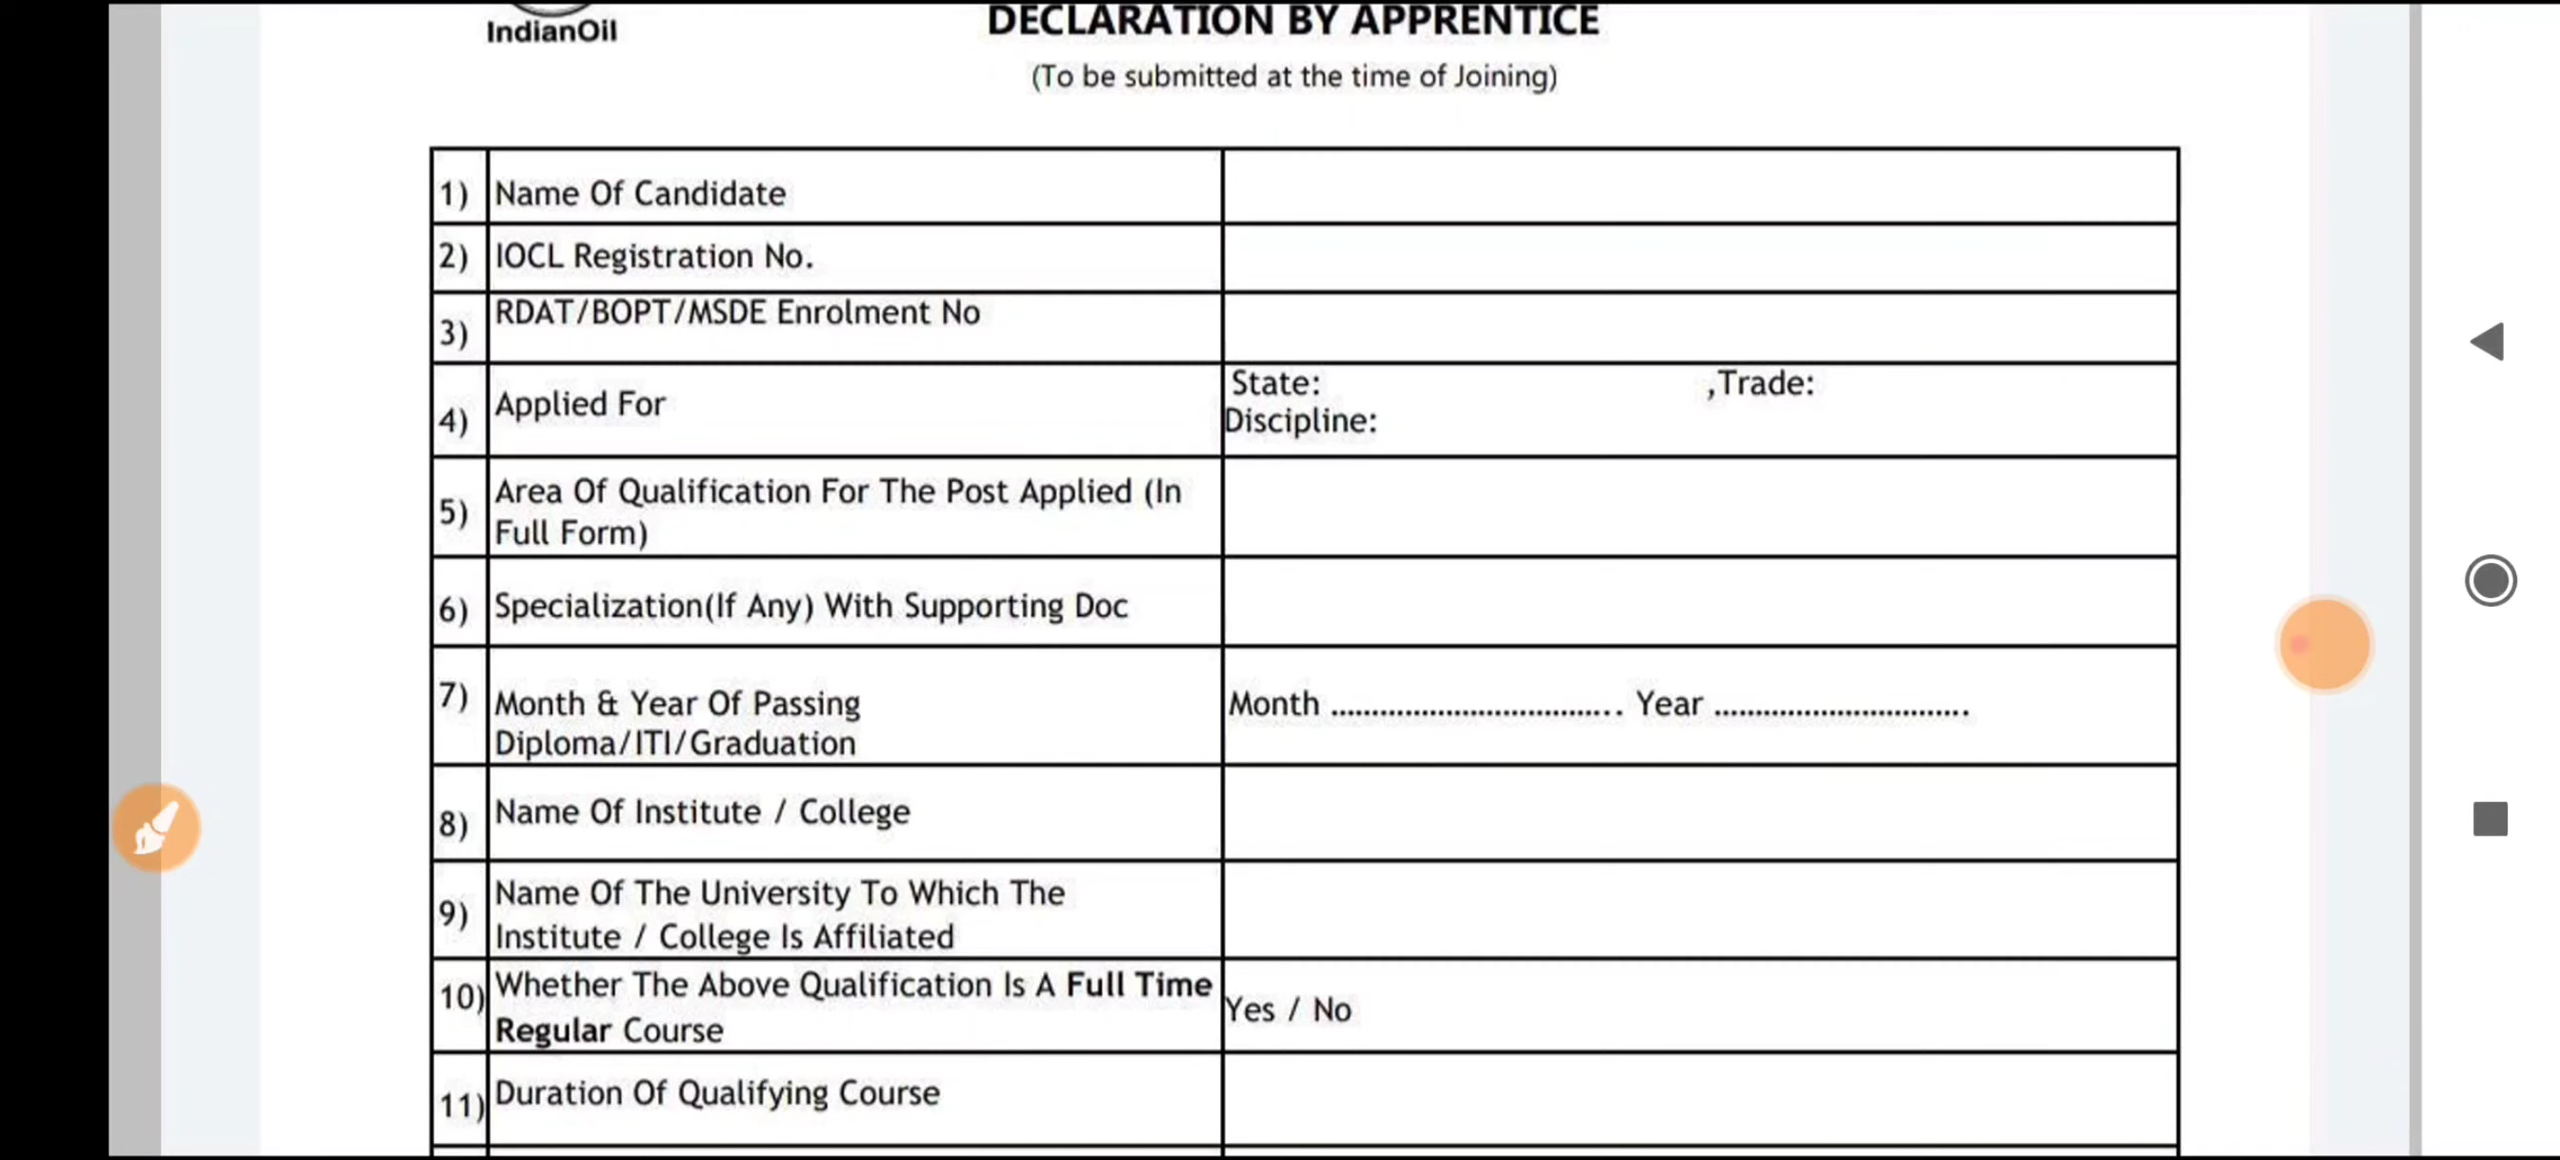 IndianOil
DECLARATION BY APPRENTICE
(To be submitted at the time of Joining)
1) Name Of Candidate
2) IOCL Registration No.
3) RDAT/BOPT/MSDE Enrolment No
4) Applied For
State: ,Trade:
Discipline:
5) Area Of Qualification For The Post Applied (In
Full Form)
6) Specialization(If Any) With Supporting Doc
7) Month & Year Of Passing
Diploma/ITI/Graduation
Month .................................... Year ................................
8) Name Of Institute / College
9) Name Of The University To Which The
Institute / College Is Affiliated
10) Whether The Above Qualification Is A Full Time
Regular Course
Yes / No
11) Duration Of Qualifying Course